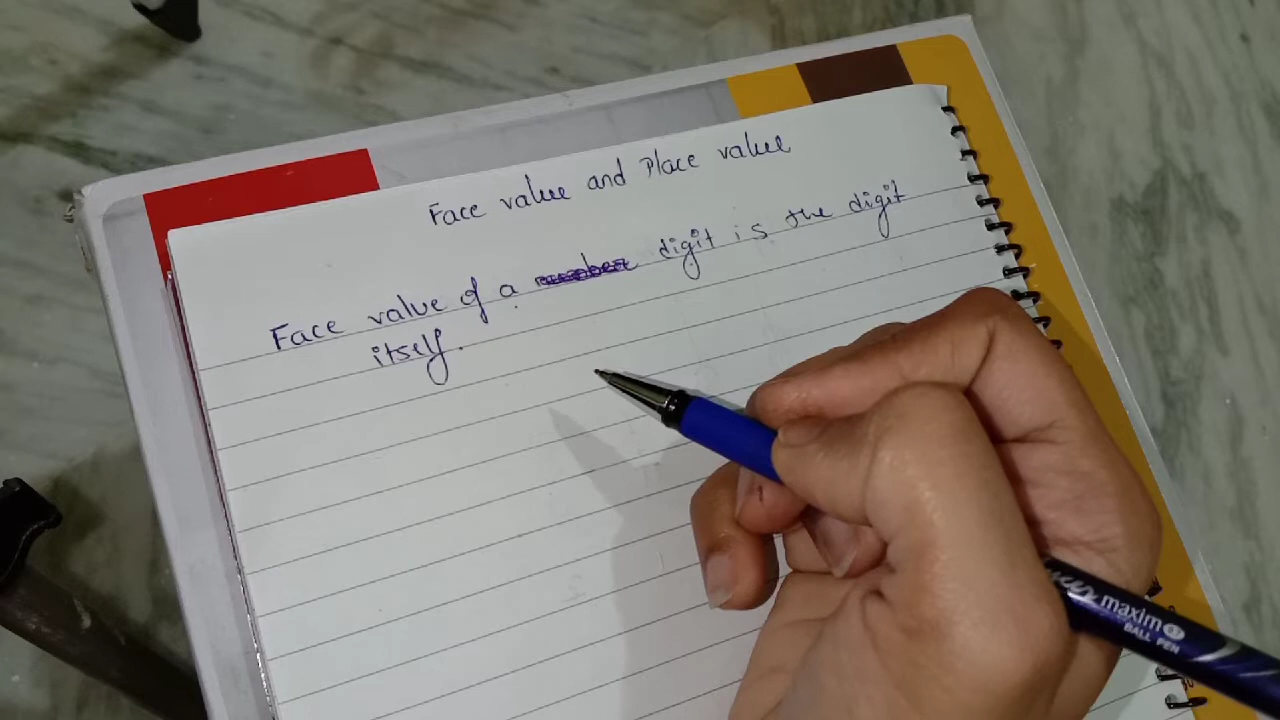 Face value and Place value
Face value of a digit is the digit
itself.
maxim
BALL PEN